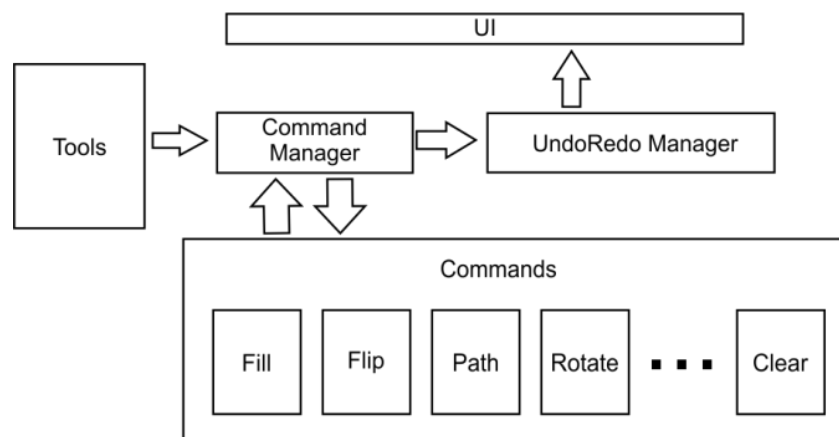 UI
Tools
Command
Manager
UndoRedo Manager
Commands
Fill
Flip
Path
Rotate
Clear